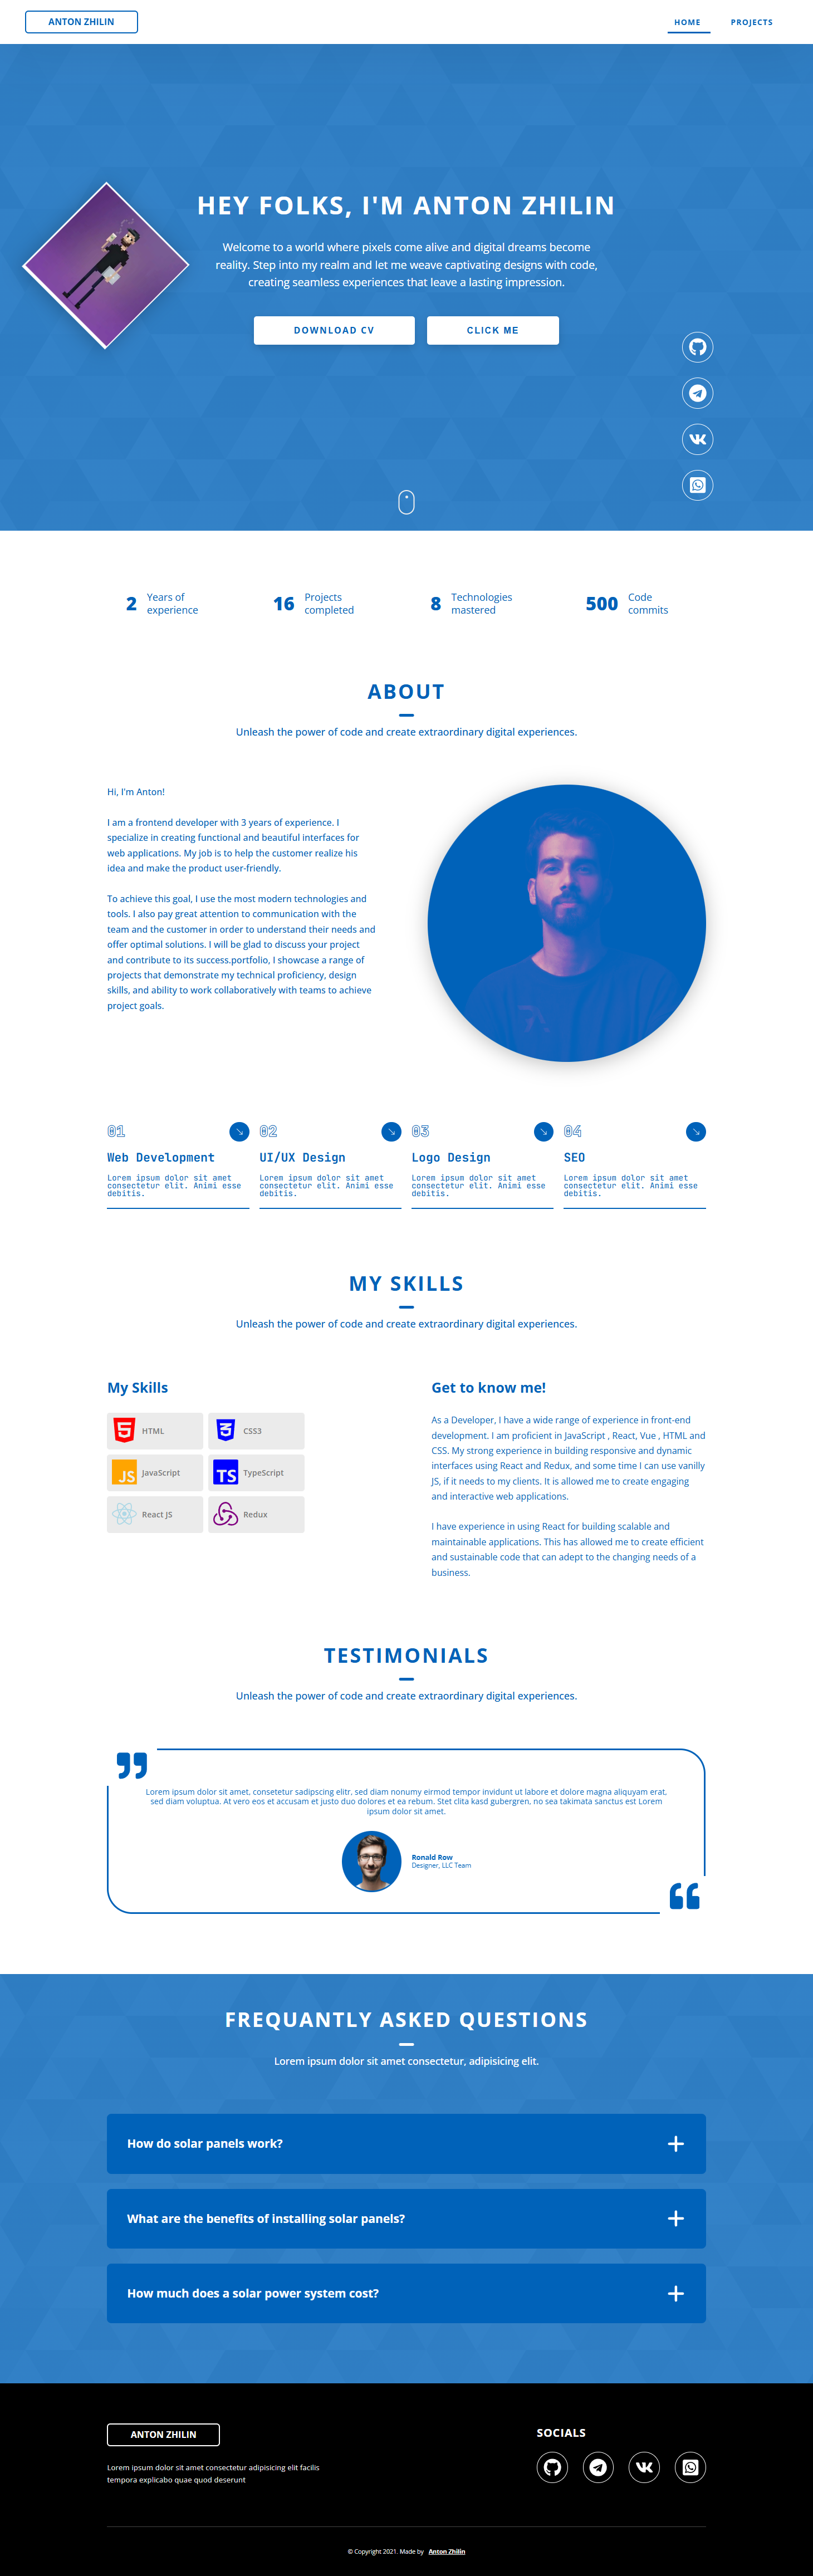 ANTON ZHILIN
HOME
PROJECTS
HEY FOLKS, I'M ANTON ZHILIN
Welcome to a world where pixels come alive and digital dreams become
reality. Step into my realm and let me weave captivating designs with code,
creating seamless experiences that leave a lasting impression.
DOWNLOAD CV
CLICK ME
2
Years of
experience
16
Projects
completed
8
Technologies
mastered
500
Code
commits
ABOUT
Unleash the power of code and create extraordinary digital experiences.
Hi, I'm Anton!
I am a frontend developer with 3 years of experience. I
specialize in creating functional and beautiful interfaces for
web applications. My job is to help the customer realize his
idea and make the product user-friendly.
To achieve this goal, I use the most modern technologies and
tools. I also pay great attention to communication with the
team and the customer in order to understand their needs and
offer optimal solutions. I will be glad to discuss your project
and contribute to its success.portfolio, I showcase a range of
projects that demonstrate my technical proficiency, design
skills, and ability to work collaboratively with teams to achieve
project goals.
01
Web Development
Lorem ipsum dolor sit amet
consectetur elit. Animi esse
debitis.
02
UI/UX Design
Lorem ipsum dolor sit amet
consectetur elit. Animi esse
debitis.
03
Logo Design
Lorem ipsum dolor sit amet
consectetur elit. Animi esse
debitis.
04
SEO
Lorem ipsum dolor sit amet
consectetur elit. Animi esse
debitis.
MY SKILLS
Unleash the power of code and create extraordinary digital experiences.
My Skills
HTML
CSS3
JS
JavaScript
TS
TypeScript
React JS
Redux
Get to know me!
As a Developer, I have a wide range of experience in front-end
development. I am proficient in JavaScript , React, Vue , HTML and
CSS. My strong experience in building responsive and dynamic
interfaces using React and Redux, and some time I can use vanilly
JS, if it needs to my clients. It is allowed me to create engaging
and interactive web applications.
I have experience in using React for building scalable and
maintainable applications. This has allowed me to create efficient
and sustainable code that can adept to the changing needs of a
business.
TESTIMONIALS
Unleash the power of code and create extraordinary digital experiences.
Lorem ipsum dolor sit amet, consetetur sadipscing elitr, sed diam nonumy eirmod tempor invidunt ut labore et dolore magna aliquyam erat,
sed diam voluptua. At vero eos et accusam et justo duo dolores et ea rebum. Stet clita kasd gubergren, no sea takimata sanctus est Lorem
ipsum dolor sit amet.
Ronald Row
Designer, LLC Team
FREQUANTLY ASKED QUESTIONS
Lorem ipsum dolor sit amet consectetur, adipisicing elit.
How do solar panels work?
What are the benefits of installing solar panels?
How much does a solar power system cost?
ANTON ZHILIN
Lorem ipsum dolor sit amet consectetur adipisicing elit facilis
tempora explicabo quae quod deserunt
SOCIALS
© Copyright 2021. Made by Anton Zhilin